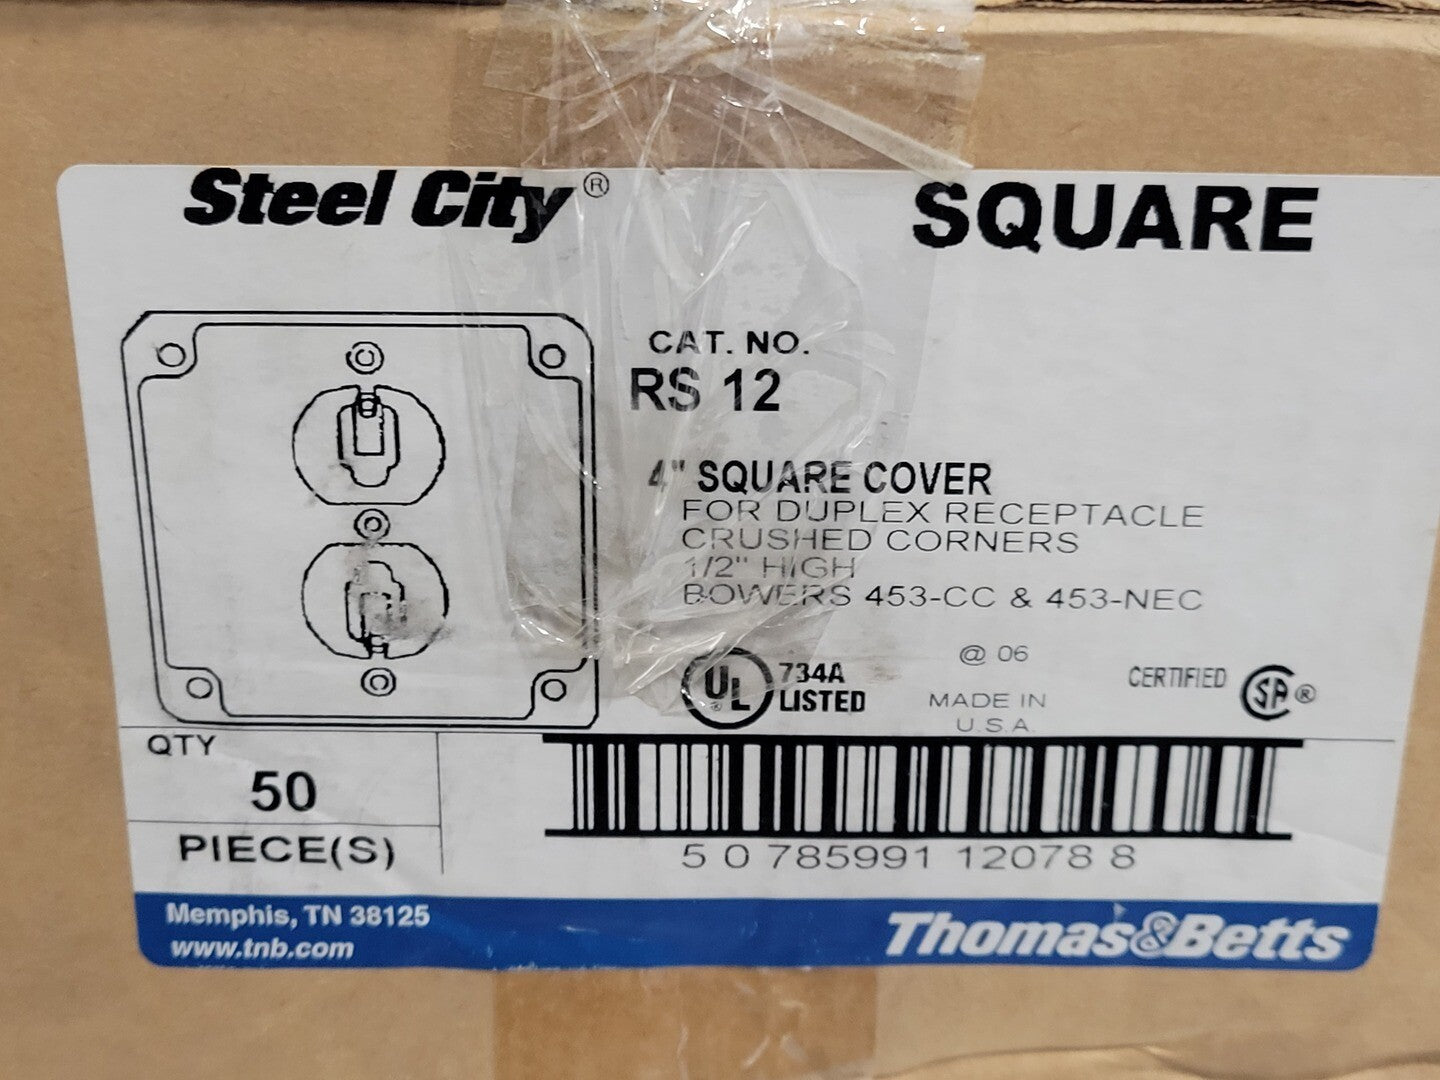 Steel City®
SQUARE
CAT. NO.
RS 12
4" SQUARE COVER
FOR DUPLEX RECEPTACLE
CRUSHED CORNERS
1/2" HIGH
BOWERS 453-CC & 453-NEC
UL® 734A
LISTED
@ 06
MADE IN
U.S.A.
CERTIFIED SA®
QTY
50
PIECE(S)
5 0 785991 12078 8
Memphis, TN 38125
www.tnb.com
Thomas&Betts